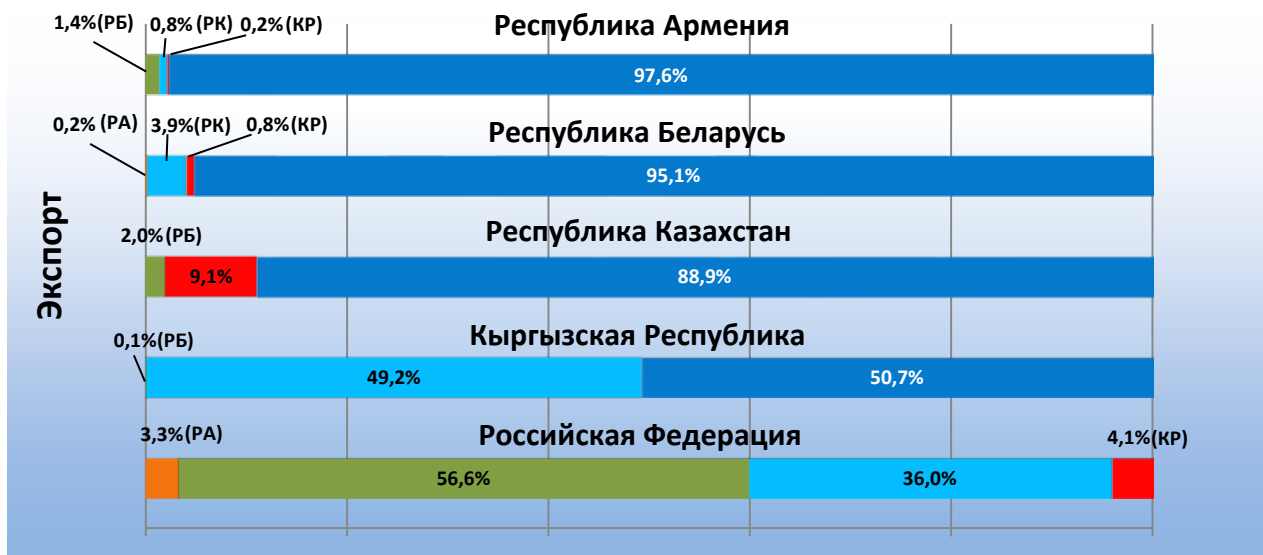 Экспорт
Республика Армения
1,4%(РБ) 0,8%(РК) 0,2%(КР)
97,6%
Республика Беларусь
0,2%(РА) 3,9%(РК) 0,8%(КР)
95,1%
Республика Казахстан
2,0%(РБ)
9,1% 88,9%
Кыргызская Республика
0,1%(РБ)
49,2% 50,7%
Российская Федерация
3,3%(РА) 4,1%(КР)
56,6% 36,0%